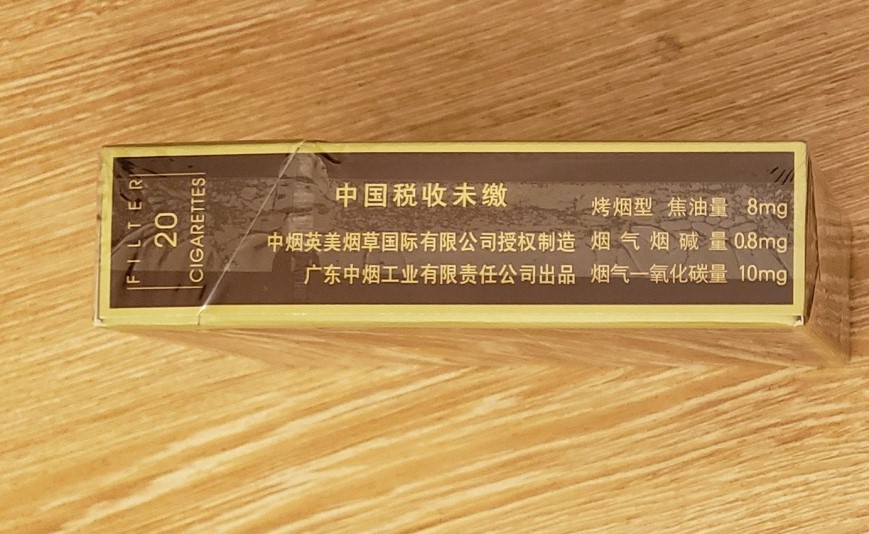 FILTER
20
CIGARETTES
中国税收未缴
中烟英美烟草国际有限公司授权制造
广东中烟工业有限责任公司出品
烤烟型 焦油量 8mg
烟气烟碱量 0.8mg
烟气一氧化碳量 10mg